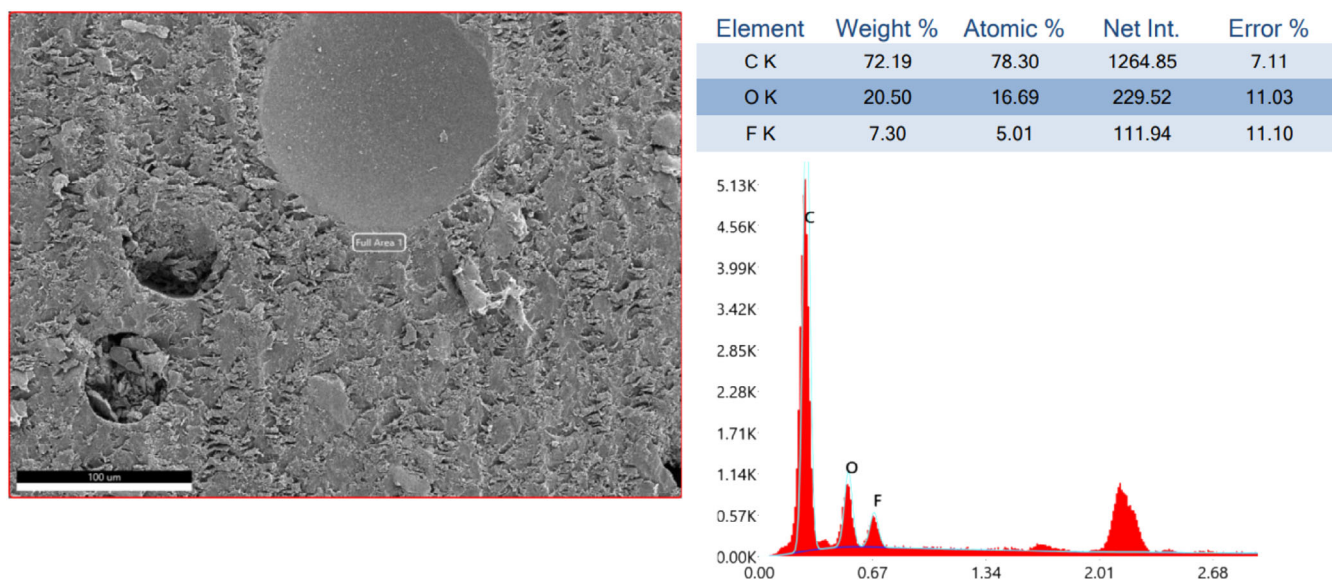 Element Weight % Atomic % Net Int. Error %
C K 72.19 78.30 1264.85 7.11
O K 20.50 16.69 229.52 11.03
F K 7.30 5.01 111.94 11.10
Full Area 1
100 um
5.13K
4.56K
3.99K
3.42K
2.85K
2.28K
1.71K
1.14K
0.57K
0.00K
C
O
F
0.00 0.67 1.34 2.01 2.68